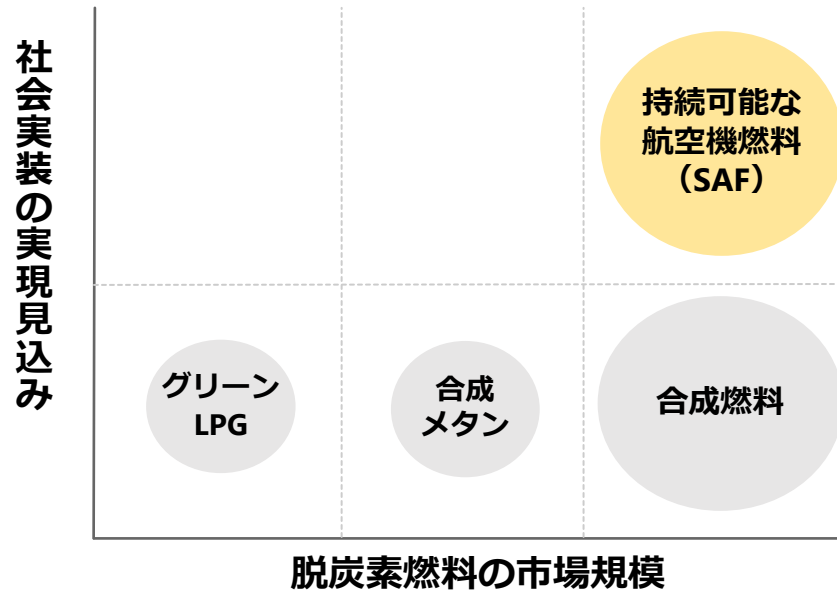 社会実装の実現見込み
持続可能な
航空機燃料
（SAF）
グリーン
LPG
合成
メタン
合成燃料
脱炭素燃料の市場規模